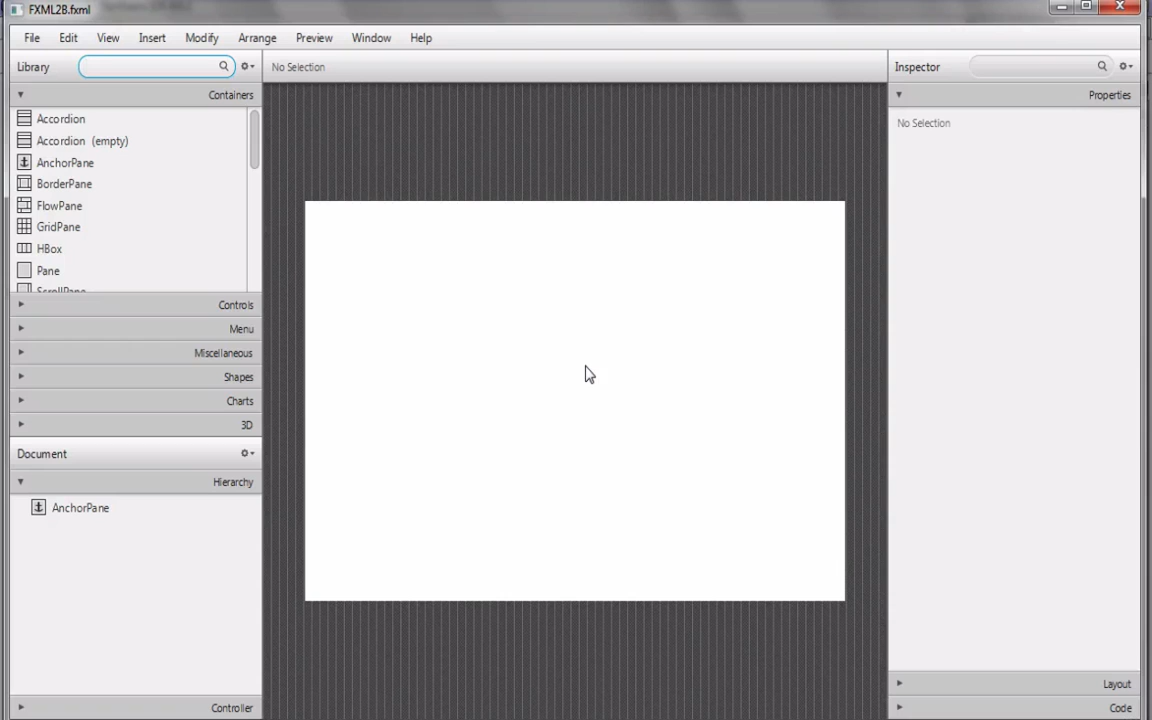 FXML2B.fxml
File Edit View Insert Modify Arrange Preview Window Help
Library
No Selection
Inspector
Containers
Properties
Accordion
No Selection
Accordion (empty)
AnchorPane
BorderPane
FlowPane
GridPane
HBox
Pane
ScrollPane
Controls
Menu
Miscellaneous
Shapes
Charts
3D
Document
Hierarchy
AnchorPane
Layout
Controller
Code